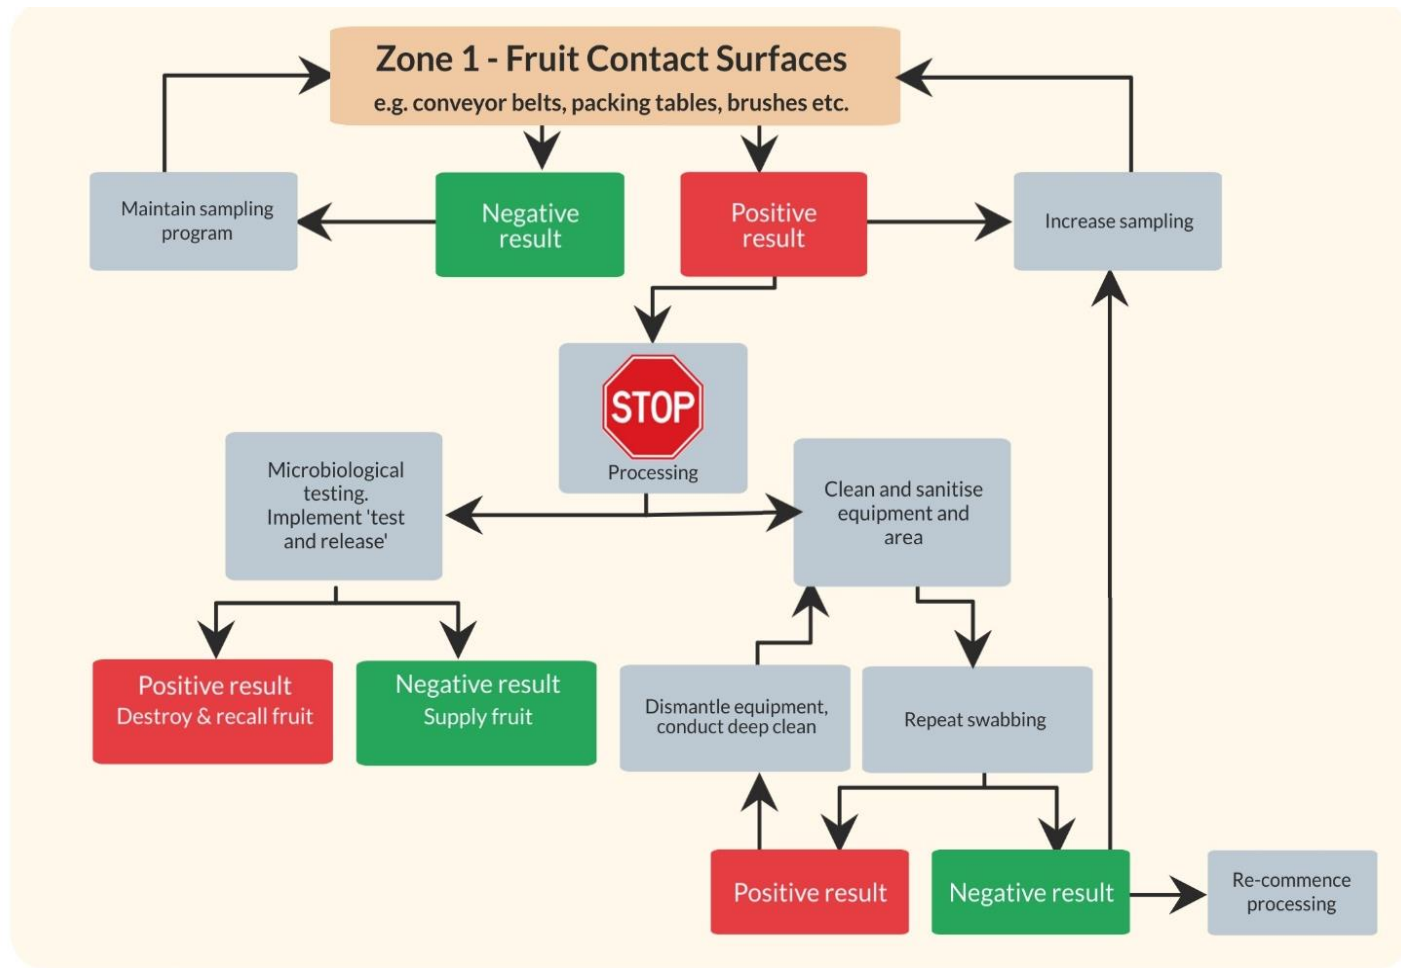 Zone 1 - Fruit Contact Surfaces
e.g. conveyor belts, packing tables, brushes etc.
Maintain sampling
program
Negative
result
Positive
result
Increase sampling
STOP
Processing
Microbiological
testing.
Implement 'test
and release'
Clean and sanitise
equipment and
area
Positive result
Destroy & recall fruit
Negative result
Supply fruit
Dismantle equipment,
conduct deep clean
Repeat swabbing
Positive result
Negative result
Re-commence
processing